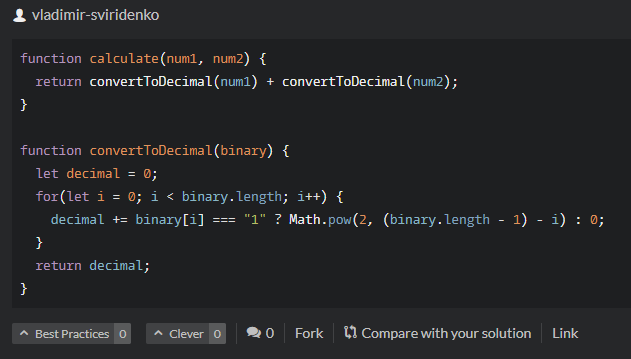 vladimir-sviridenko
function calculate(num1, num2) {
  return convertToDecimal(num1) + convertToDecimal(num2);
}

function convertToDecimal(binary) {
  let decimal = 0;
  for(let i = 0; i < binary.length; i++) {
    decimal += binary[i] === "1" ? Math.pow(2, (binary.length - 1) - i) : 0;
  }
  return decimal;
}
Best Practices 0 Clever 0 0 Fork Compare with your solution Link